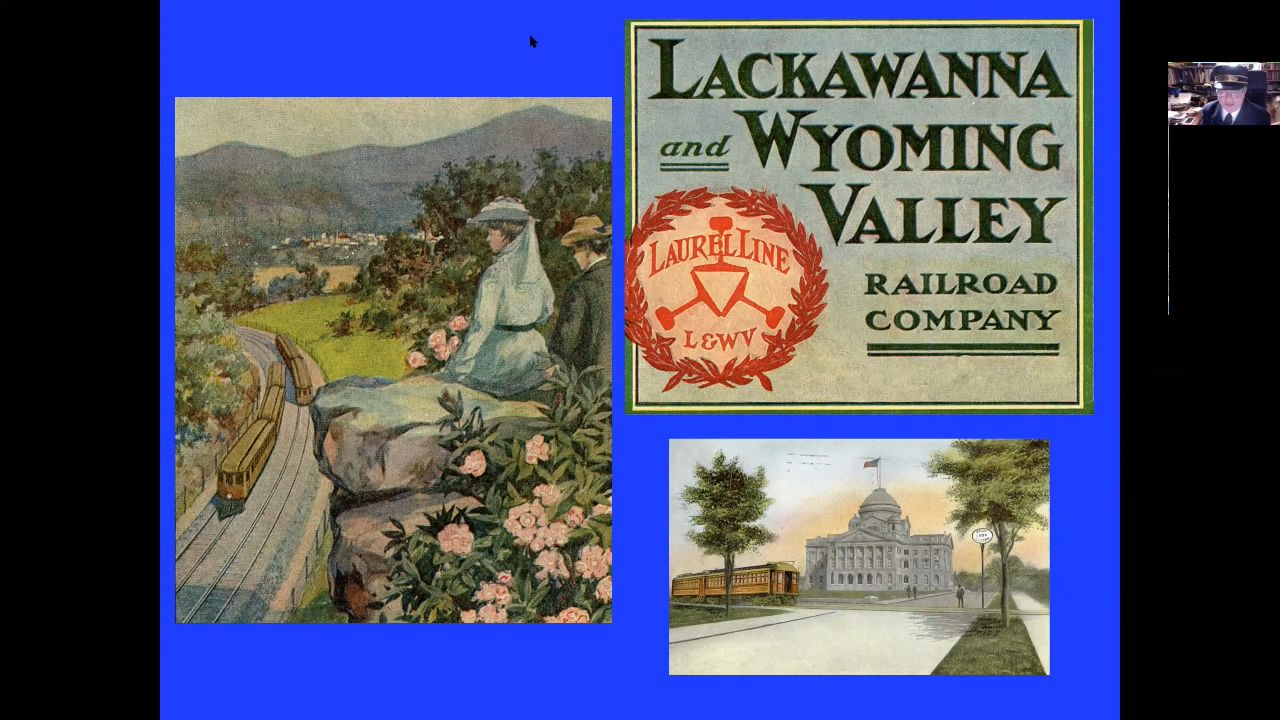 LACKAWANNA
and WYOMING
VALLEY
RAILROAD
COMPANY
LAUREL LINE
L & WV